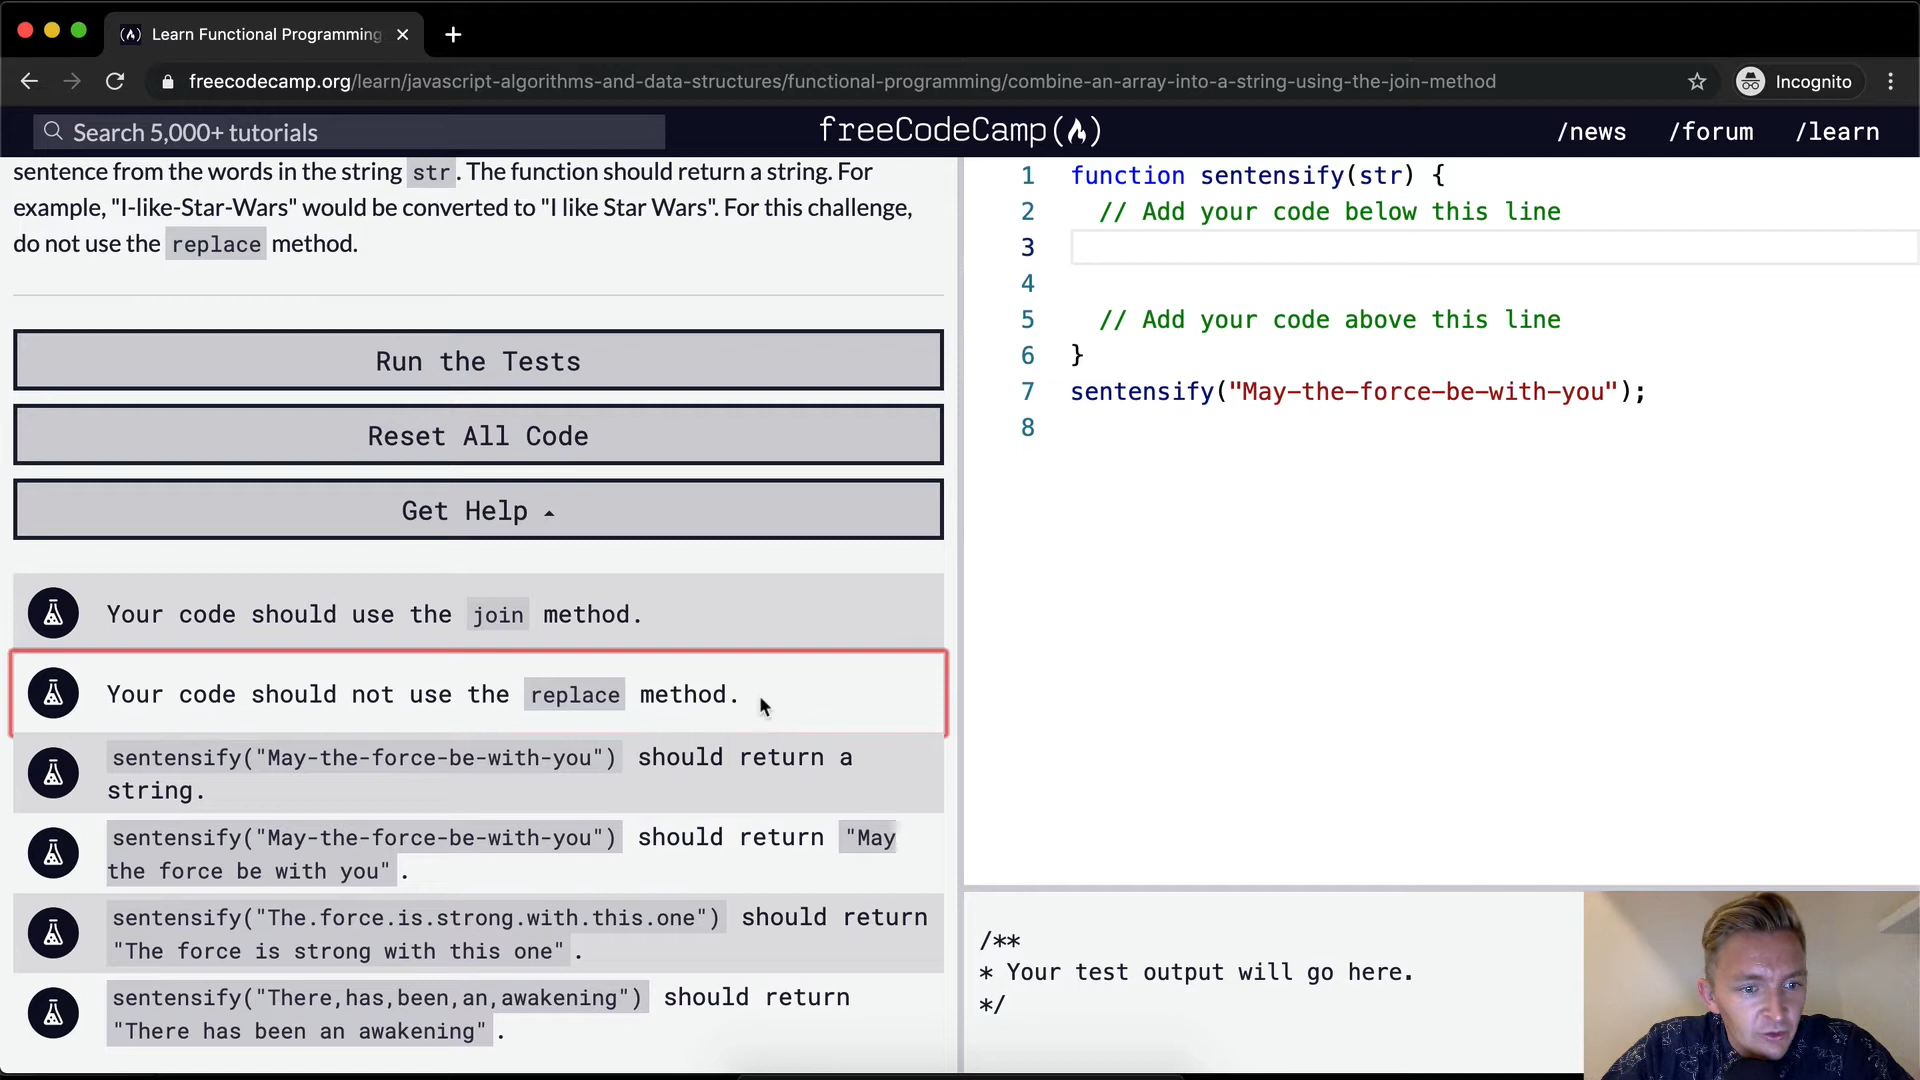 Learn Functional Programming
freecodecamp.org/learn/javascript-algorithms-and-data-structures/functional-programming/combine-an-array-into-a-string-using-the-join-method
Incognito
Search 5,000+ tutorials
freeCodeCamp(🔥)
/news /forum /learn
sentence from the words in the string str. The function should return a string. For
example, "I-like-Star-Wars" would be converted to "I like Star Wars". For this challenge,
do not use the replace method.
Run the Tests
Reset All Code
Get Help
Your code should use the join method.
Your code should not use the replace method.
sentensify("May-the-force-be-with-you") should return a
string.
sentensify("May-the-force-be-with-you") should return "May
the force be with you".
sentensify("The.force.is.strong.with.this.one") should return
"The force is strong with this one".
sentensify("There,has,been,an,awakening") should return
"There has been an awakening".
1 function sentensify(str) {
2 // Add your code below this line
3
4
5 // Add your code above this line
6 }
7 sentensify("May-the-force-be-with-you");
8
/**
* Your test output will go here.
*/